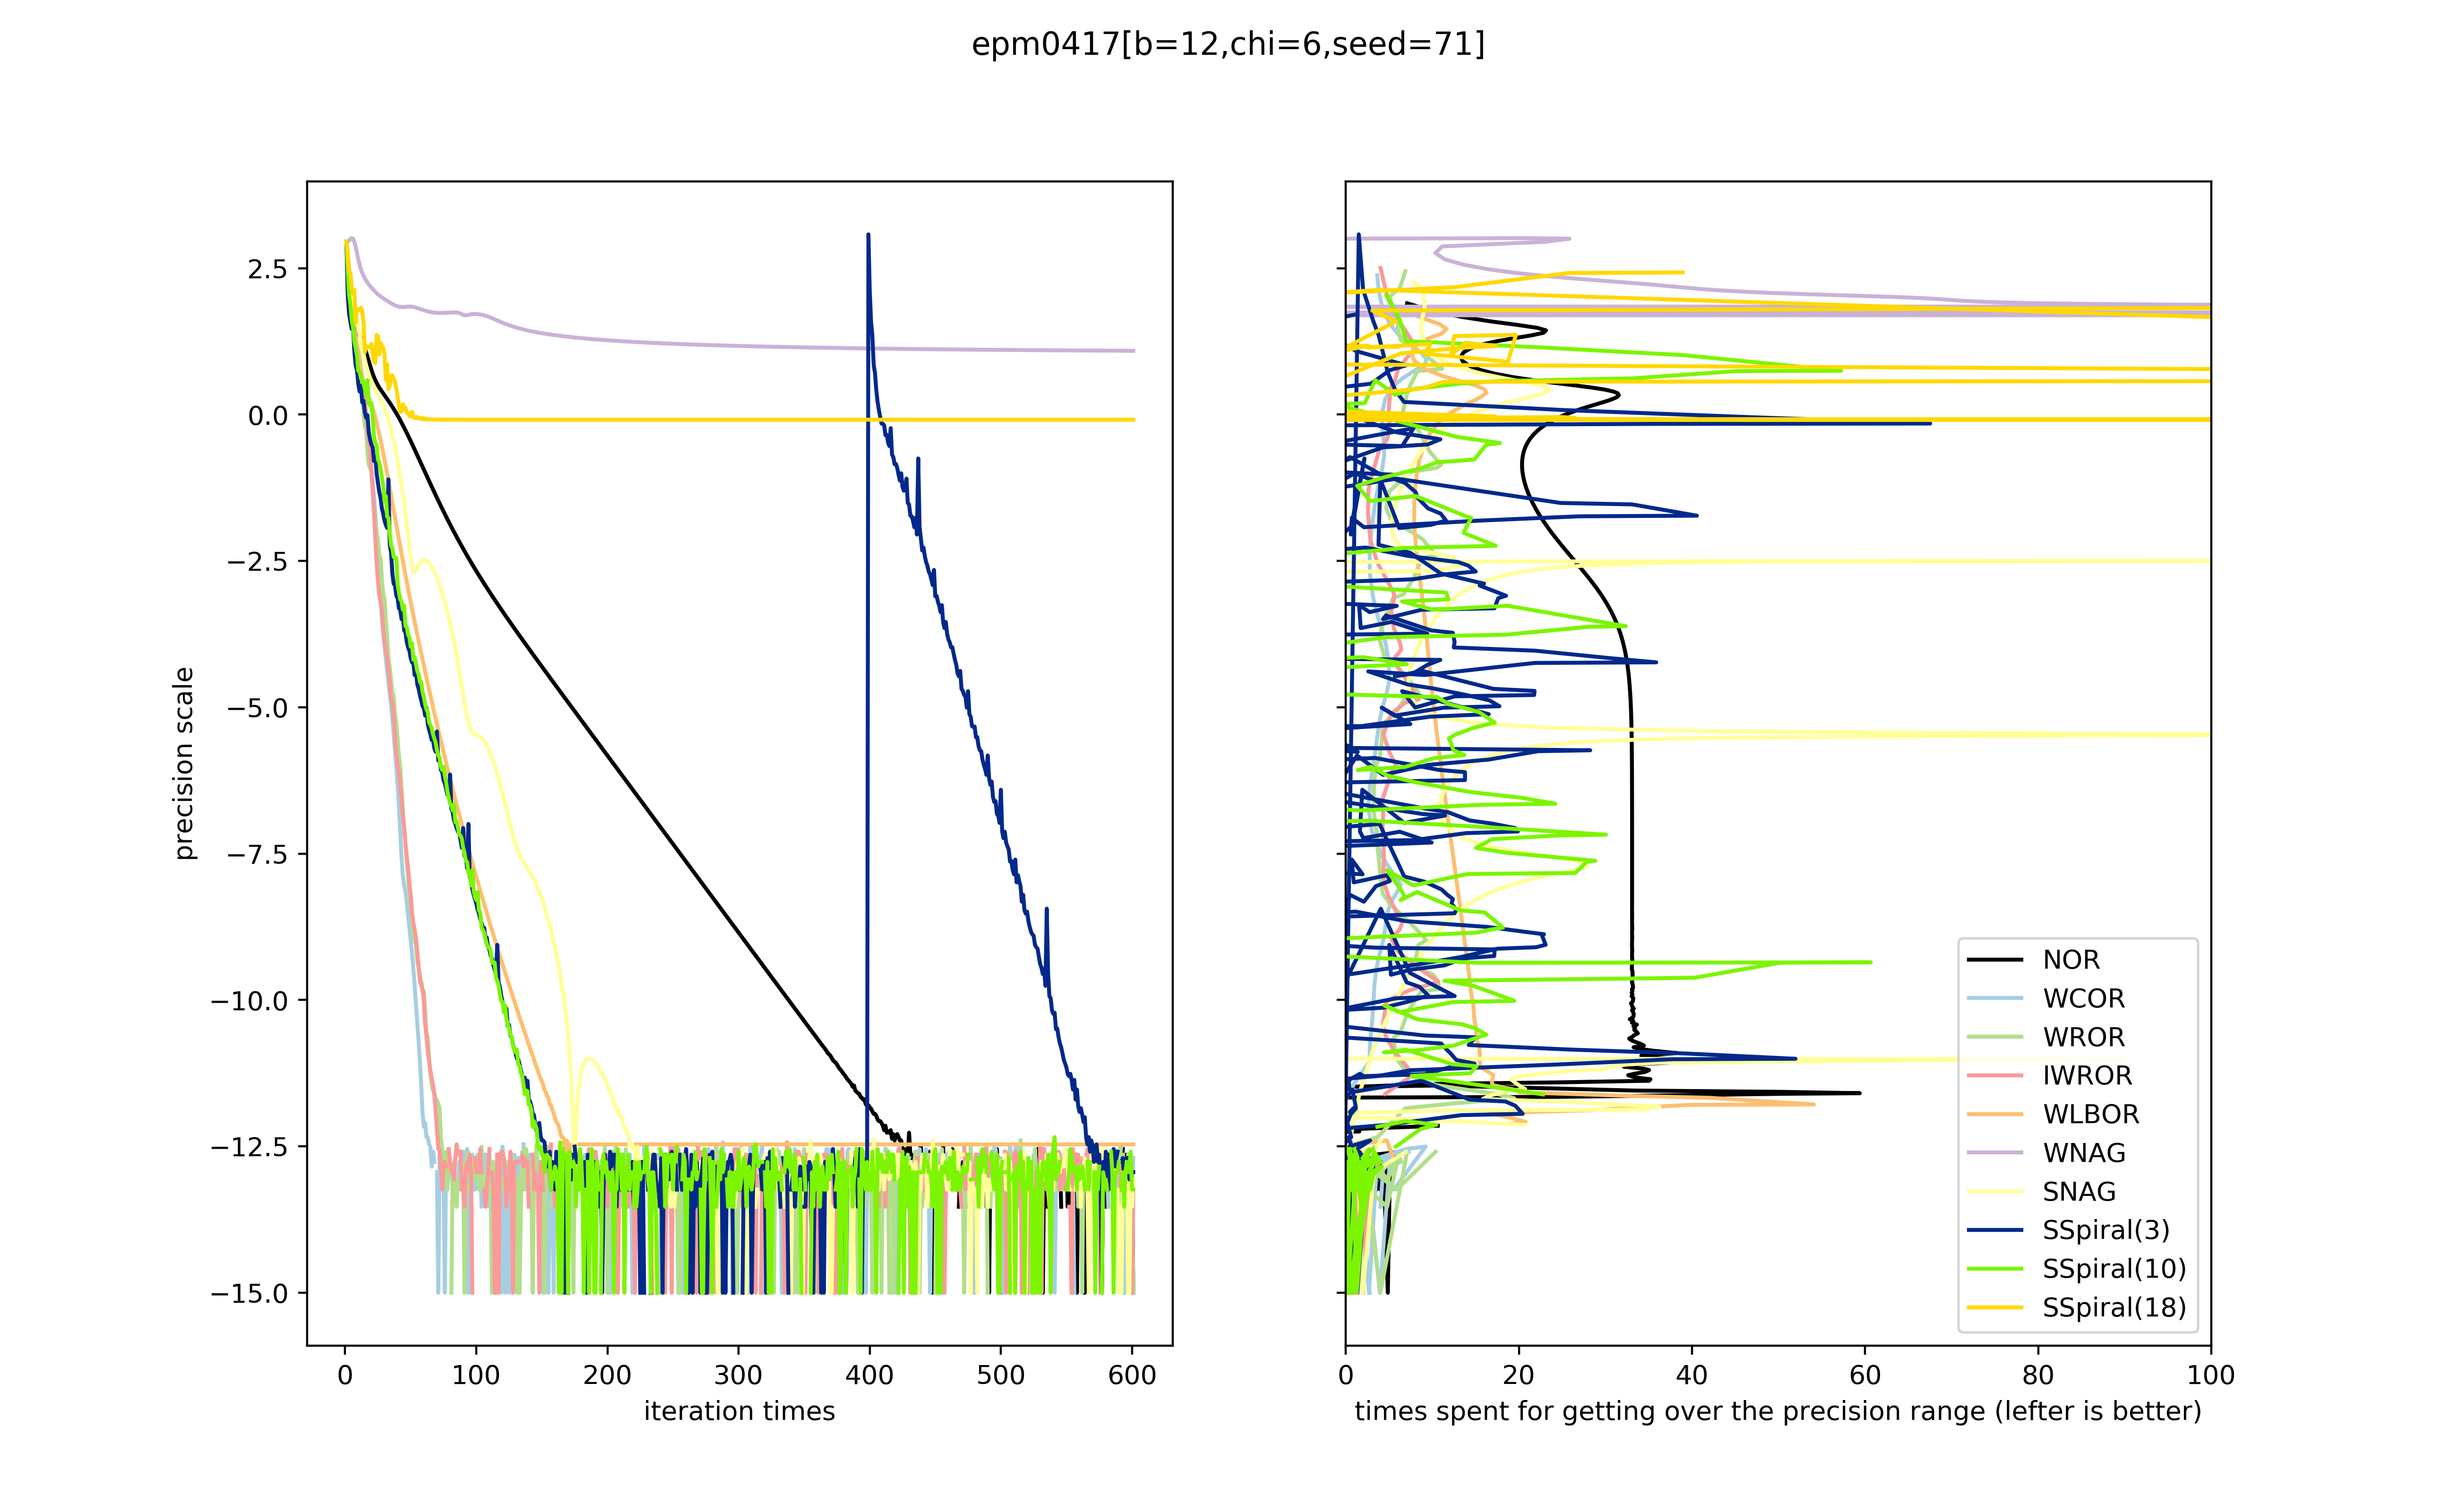 epm0417[b=12,chi=6,seed=71]
precision scale
2.5
0.0
−2.5
−5.0
−7.5
−10.0
−12.5
−15.0
0 100 200 300 400 500 600
iteration times
0 20 40 60 80 100
times spent for getting over the precision range (lefter is better)
NOR
WCOR
WROR
IWROR
WLBOR
WNAG
SNAG
SSpiral(3)
SSpiral(10)
SSpiral(18)